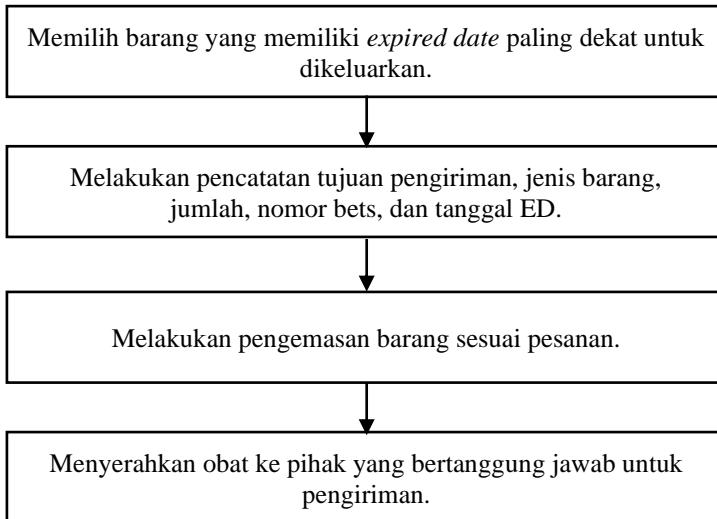 Memilih barang yang memiliki expired date paling dekat untuk
dikeluarkan.
Melakukan pencatatan tujuan pengiriman, jenis barang,
jumlah, nomor bets, dan tanggal ED.
Melakukan pengemasan barang sesuai pesanan.
Menyerahkan obat ke pihak yang bertanggung jawab untuk
pengiriman.